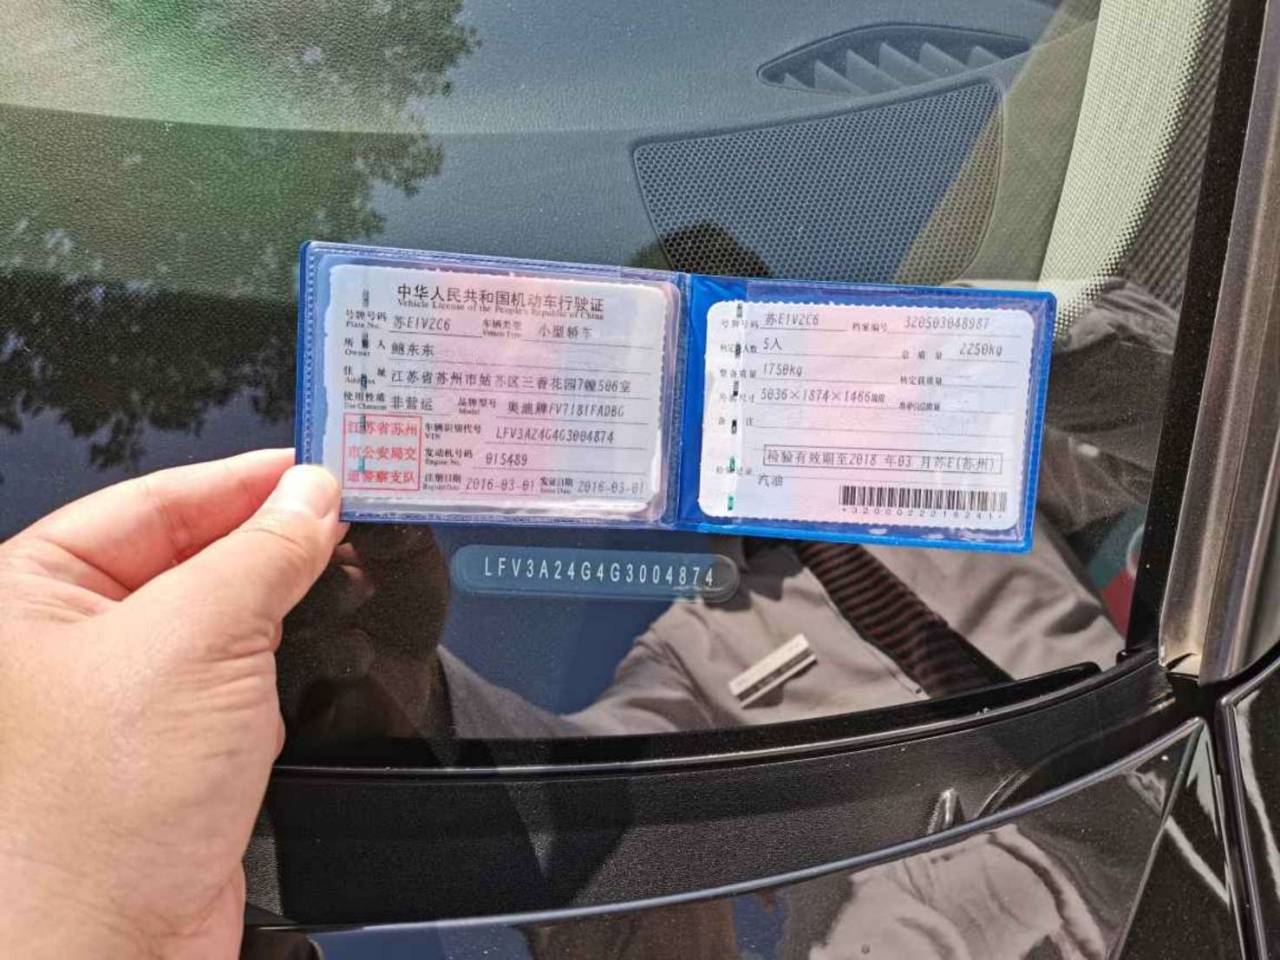 中华人民共和国机动车行驶证
Vehicle License of the People's Republic of China
号牌号码 苏E1V2C6 车辆类型 小型轿车
Plate No. Vehicle Type
所有人 鲍东东
Owner
住址 江苏省苏州市姑苏区三香花园7幢506室
Address
使用性质 非营运 品牌型号 奥迪牌FV7181FADBG
Use Character Model
江苏省苏州
市公安局交
通警察支队
车辆识别代号 LFV3A24G4G3004874
VIN
发动机号码 015489
Engine No.
注册日期 2016-03-01 发证日期 2016-03-01
Register Date Issue Date
号牌号码 苏E1V2C6 档案编号 320503048987
核定载人数 5人 总质量 2250kg
整备质量 1750kg 核定载质量
外廓尺寸 5036×1874×1466mm 准牵引总质量
备注
检验有效期至2018年03月苏E(苏州)
检验记录
汽油
LFV3A24G4G3004874